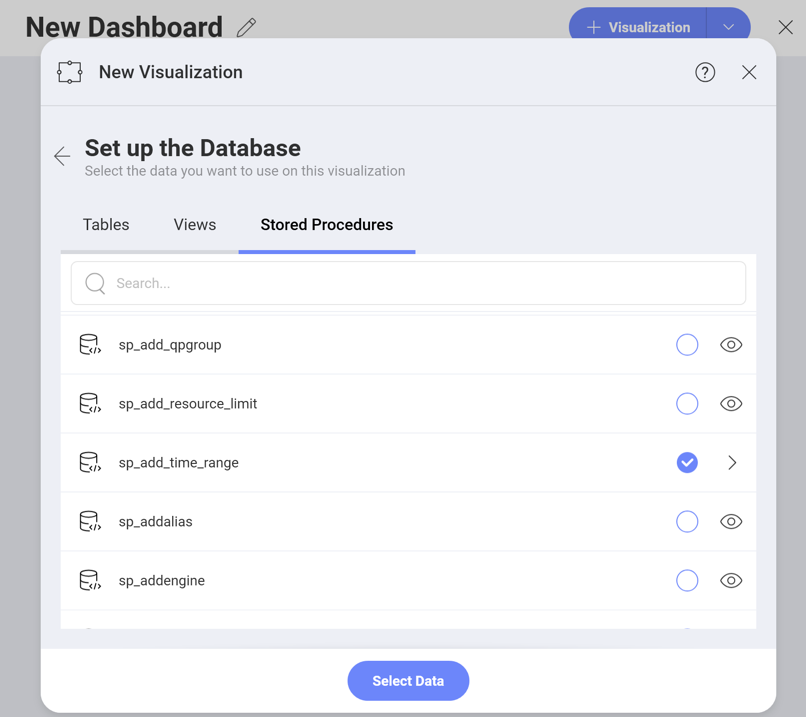 New Dashboard
+ Visualization
New Visualization
?
Set up the Database
Select the data you want to use on this visualization
Tables Views Stored Procedures
Search...
sp_add_qpgroup
sp_add_resource_limit
sp_add_time_range
sp_addalias
sp_addengine
Select Data